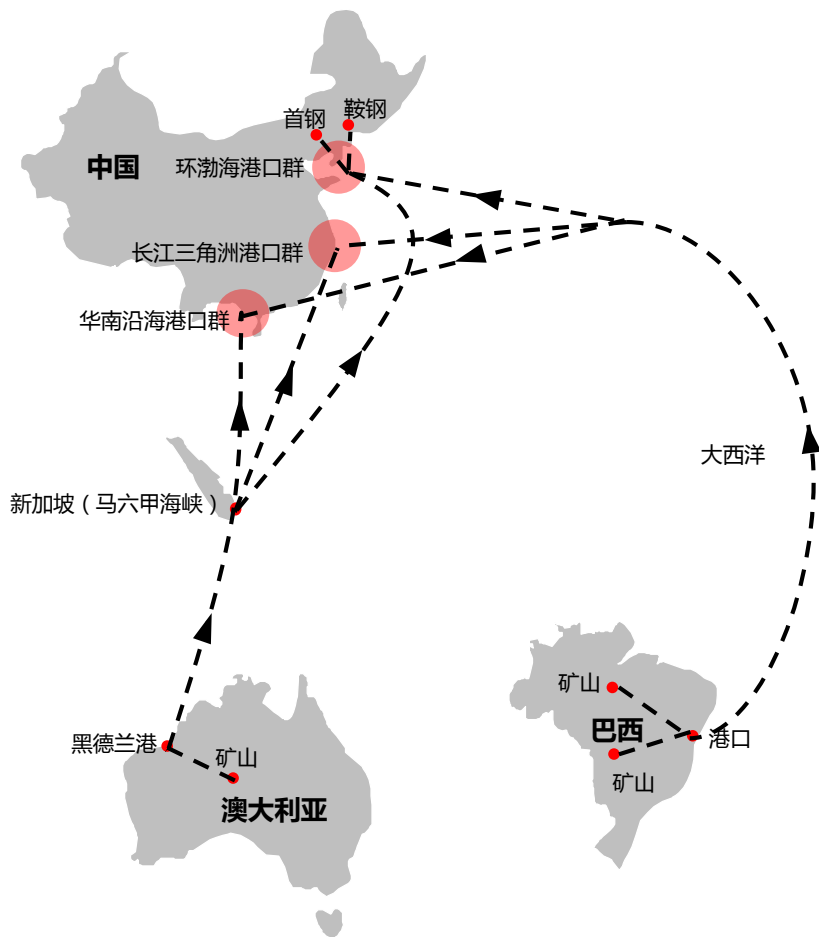 鞍钢
首钢
中国
环渤海港口群
长江三角洲港口群
华南沿海港口群
大西洋
新加坡（马六甲海峡）
矿山
巴西
港口
黑德兰港
矿山
矿山
澳大利亚